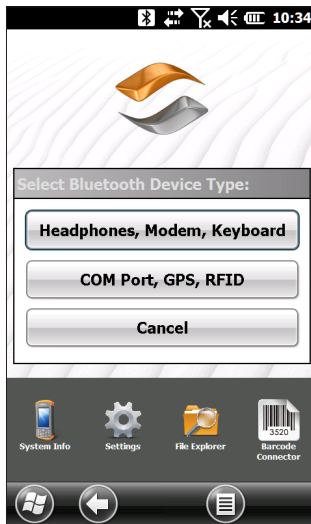 10:34
Select Bluetooth Device Type:
Headphones, Modem, Keyboard
COM Port, GPS, RFID
Cancel
3520
System Info Settings File Explorer Barcode
Connector